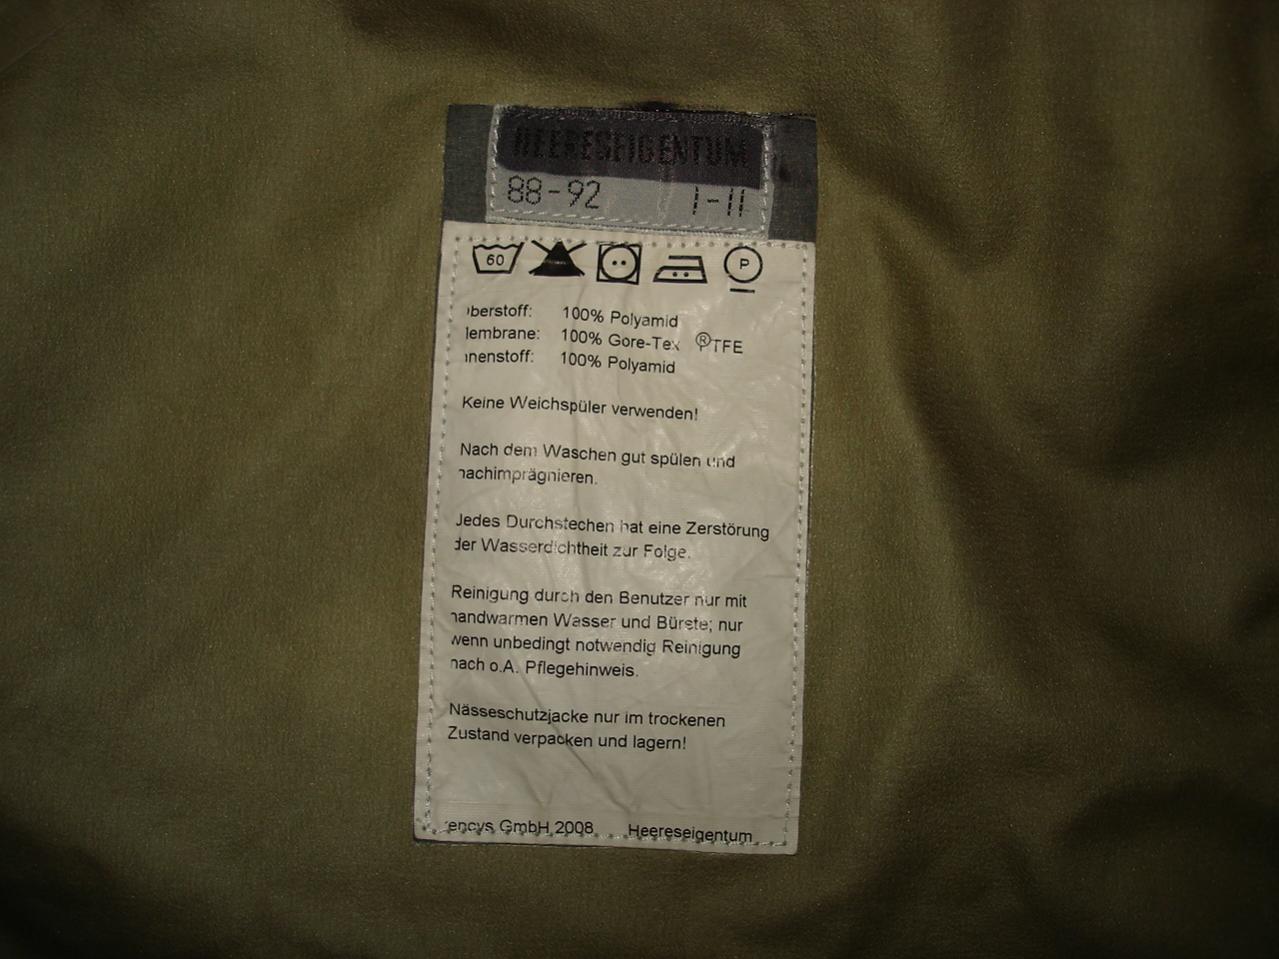 HEERESEIGENTUM
88-92 I-II
60 P
berstoff: 100% Polyamid
embrane: 100% Gore-Tex ®PTFE
nenstoff: 100% Polyamid
Keine Weichspüler verwenden!
Nach dem Waschen gut spülen und
nachimprägnieren.
Jedes Durchstechen hat eine Zerstörung
der Wasserdichtheit zur Folge.
Reinigung durch den Benutzer nur mit
handwarmen Wasser und Bürste; nur
wenn unbedingt notwendig Reinigung
nach o.A. Pflegehinweis.
Nässeschutzjacke nur im trockenen
Zustand verpacken und lagern!
encys GmbH 2008 Heereseigentum